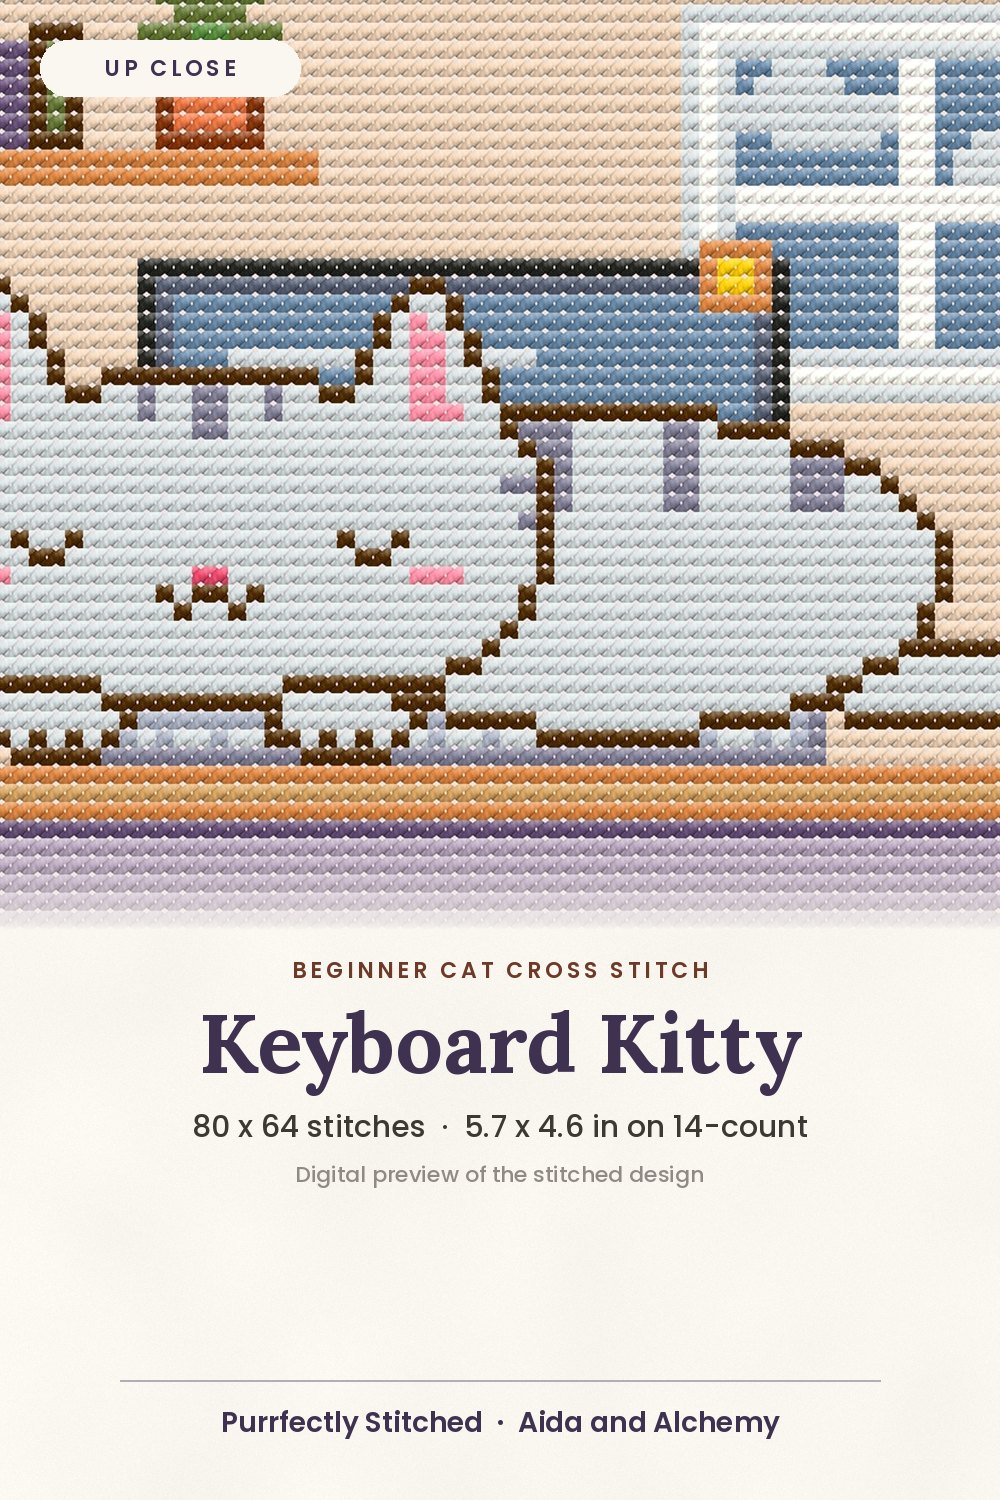 UP CLOSE
BEGINNER CAT CROSS STITCH
Keyboard Kitty
80 x 64 stitches · 5.7 x 4.6 in on 14-count
Digital preview of the stitched design
Purrfectly Stitched · Aida and Alchemy